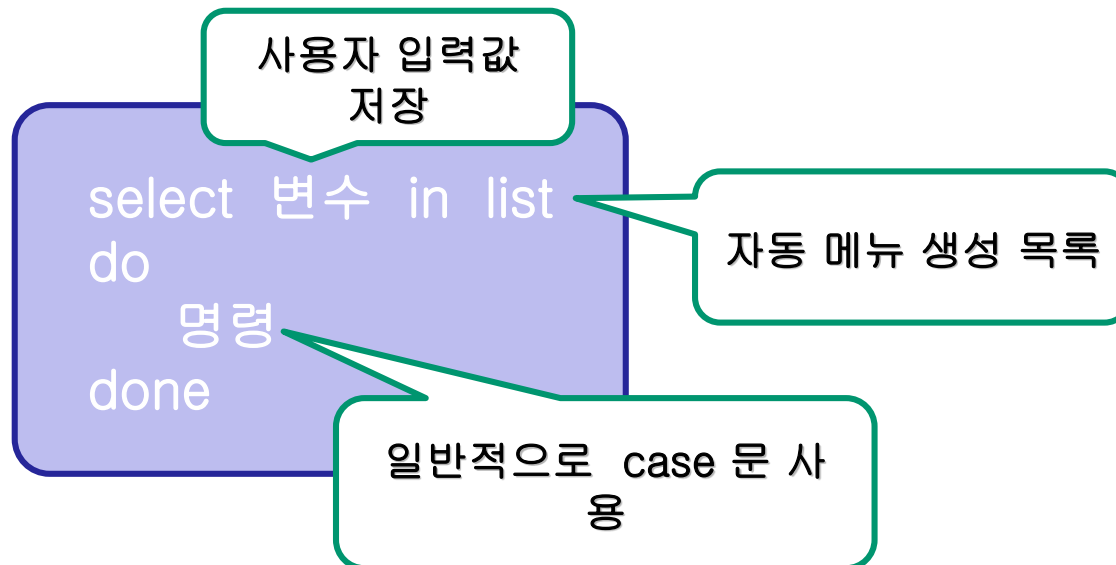 사용자 입력값
저장
select 변수 in list
do
명령
done
자동 메뉴 생성 목록
일반적으로 case 문 사
용